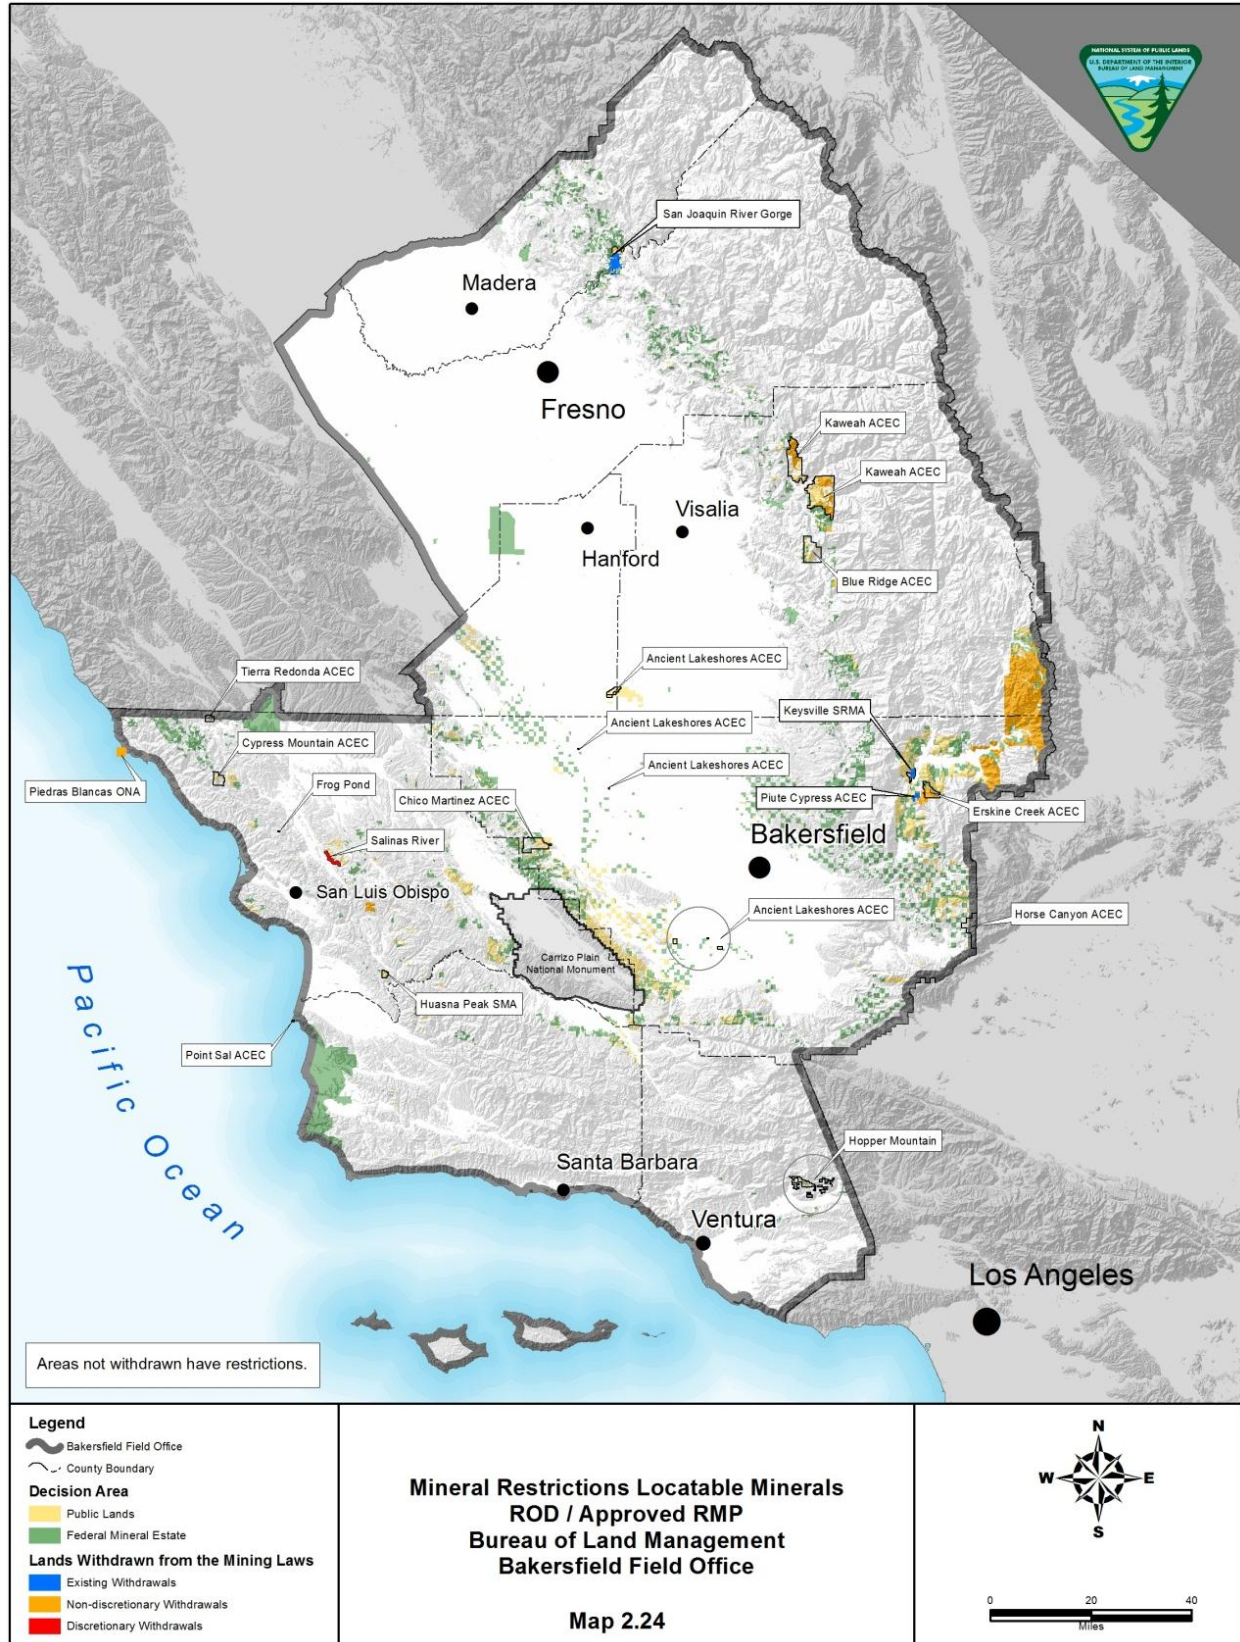 NATIONAL SYSTEM OF PUBLIC LANDS
U.S. DEPARTMENT OF THE INTERIOR
BUREAU OF LAND MANAGEMENT
San Joaquin River Gorge
Madera
Fresno
Kaweah ACEC
Kaweah ACEC
Visalia
Hanford
Blue Ridge ACEC
Ancient Lakeshores ACEC
Tierra Redonda ACEC
Keysville SRMA
Ancient Lakeshores ACEC
Cypress Mountain ACEC
Ancient Lakeshores ACEC
Piedras Blancas ONA
Frog Pond
Chico Martinez ACEC
Piute Cypress ACEC
Erskine Creek ACEC
Bakersfield
Salinas River
San Luis Obispo
Ancient Lakeshores ACEC
Horse Canyon ACEC
Carrizo Plain
National Monument
Huasna Peak SMA
Point Sal ACEC
Pacific Ocean
Hopper Mountain
Santa Barbara
Ventura
Los Angeles
Areas not withdrawn have restrictions.
Legend
Bakersfield Field Office
County Boundary
Decision Area
Public Lands
Federal Mineral Estate
Lands Withdrawn from the Mining Laws
Existing Withdrawals
Non-discretionary Withdrawals
Discretionary Withdrawals
Mineral Restrictions Locatable Minerals
ROD / Approved RMP
Bureau of Land Management
Bakersfield Field Office
Map 2.24
N
W E
S
0 20 40
Miles